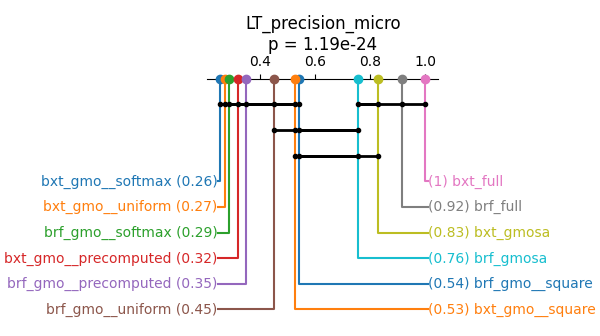 LT_precision_micro
p = 1.19e-24
0.4 0.6 0.8 1.0
bxt_gmo__softmax (0.26) (1) bxt_full
bxt_gmo__uniform (0.27) (0.92) brf_full
brf_gmo__softmax (0.29) (0.83) bxt_gmosa
bxt_gmo__precomputed (0.32) (0.76) brf_gmosa
brf_gmo__precomputed (0.35) (0.54) brf_gmo__square
brf_gmo__uniform (0.45) (0.53) bxt_gmo__square